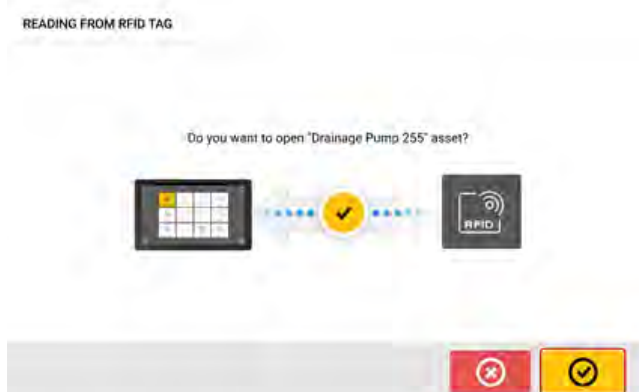 READING FROM RFID TAG
Do you want to open "Drainage Pump 255" asset?
RFID